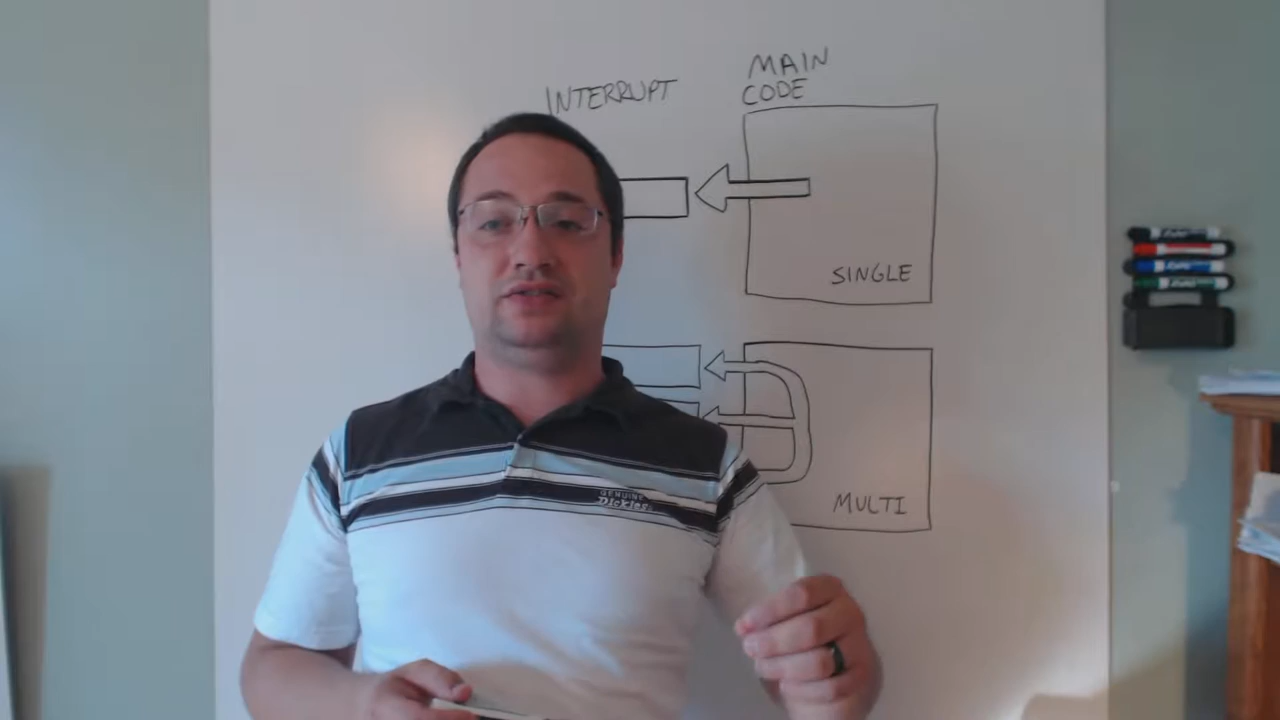 MAIN
CODE
INTERRUPT
SINGLE
MULTI
GENUINE
Dickies